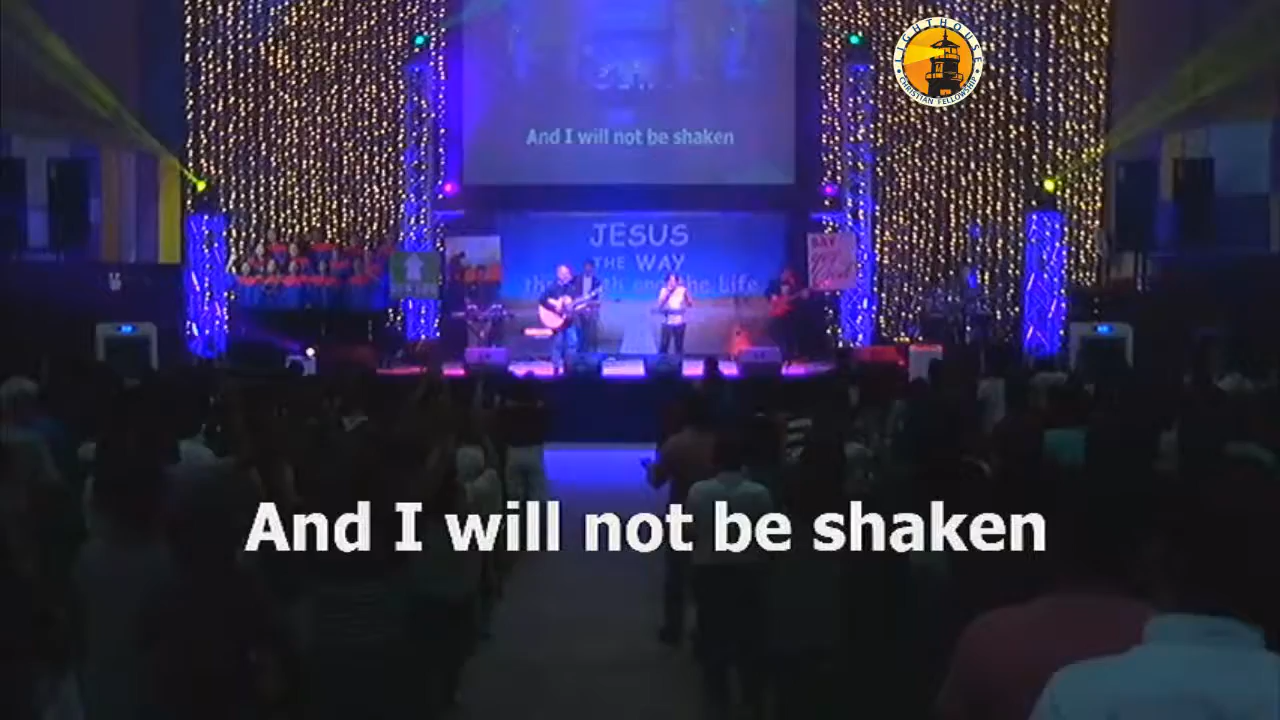 LIGHTHOUSE
CHRISTIAN FELLOWSHIP
And I will not be shaken
JESUS
THE WAY
the Life
And I will not be shaken